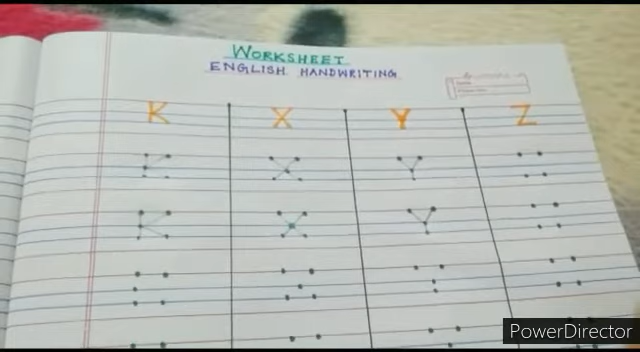 WORKSHEET
ENGLISH HANDWRITING
K X Y Z
K X Y
K X Y
PowerDirector